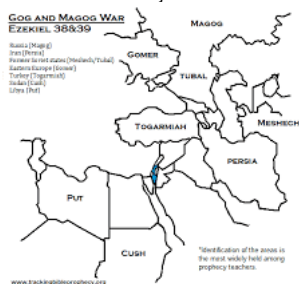 GOG AND MAGOG WAR
EZEKIEL 38&39
Russia (Magog)
Iran (Persia)
Former Soviet states (Meshech/Tubal)
Eastern Europe (Gomer)
Turkey (Togarmiah)
Sudan (Cush)
Libya (Put)
MAGOG
GOMER
TUBAL
MESHECH
TOGARMIAH
PERSIA
PUT
CUSH
*Identification of the areas is
the most widely held among
prophecy teachers.
www.trackingbibleprophecy.org